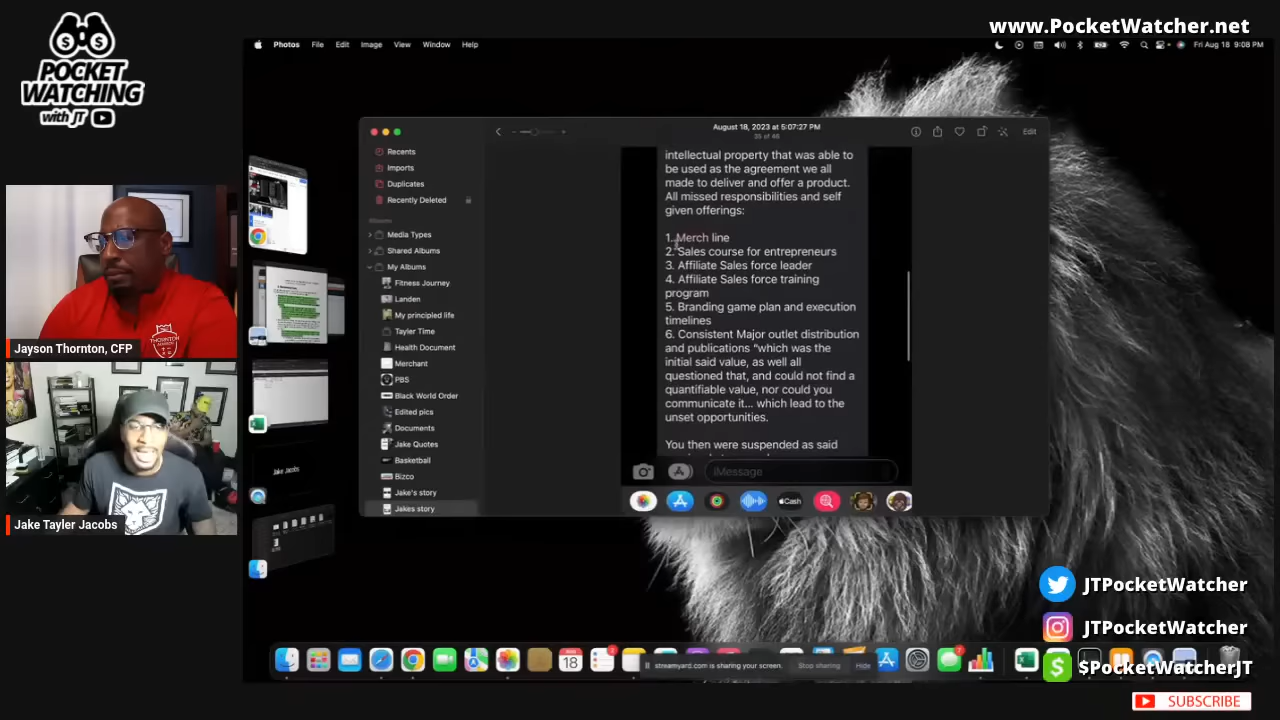 www.PocketWatcher.net
POCKET
WATCHING
with JT
Photos File Edit Image View Window Help
Fri Aug 18 9:08 PM
August 18, 2023 at 5:07:27 PM
Edit
Recents
Imports
Duplicates
Recently Deleted
Albums
Media Types
Shared Albums
My Albums
Fitness Journey
Landen
My principled life
Tayler Time
Health Document
Merchant
PBS
Black World Order
Edited pics
Documents
Jake Quotes
Basketball
Bizco
Jake's story
Jakes story
intellectual property that was able to
be used as the agreement we all
made to deliver and offer a product.
All missed responsibilities and self
given offerings:
1. Merch line
2. Sales course for entrepreneurs
3. Affiliate Sales force leader
4. Affiliate Sales force training
program
5. Branding game plan and execution
timelines
6. Consistent Major outlet distribution
and publications "which was the
initial said value, as well all
questioned that, and could not find a
quantifiable value, nor could you
communicate it... which lead to the
unset opportunities.
You then were suspended as said
iMessage
Cash
Jayson Thornton, CFP
THORNTON
Jake Tayler Jacobs
Jake Jacobs
JTPocketWatcher
JTPocketWatcher
$PocketWatcherJT
18
streamyard.com is sharing your screen.
Stop sharing
Hide
SUBSCRIBE